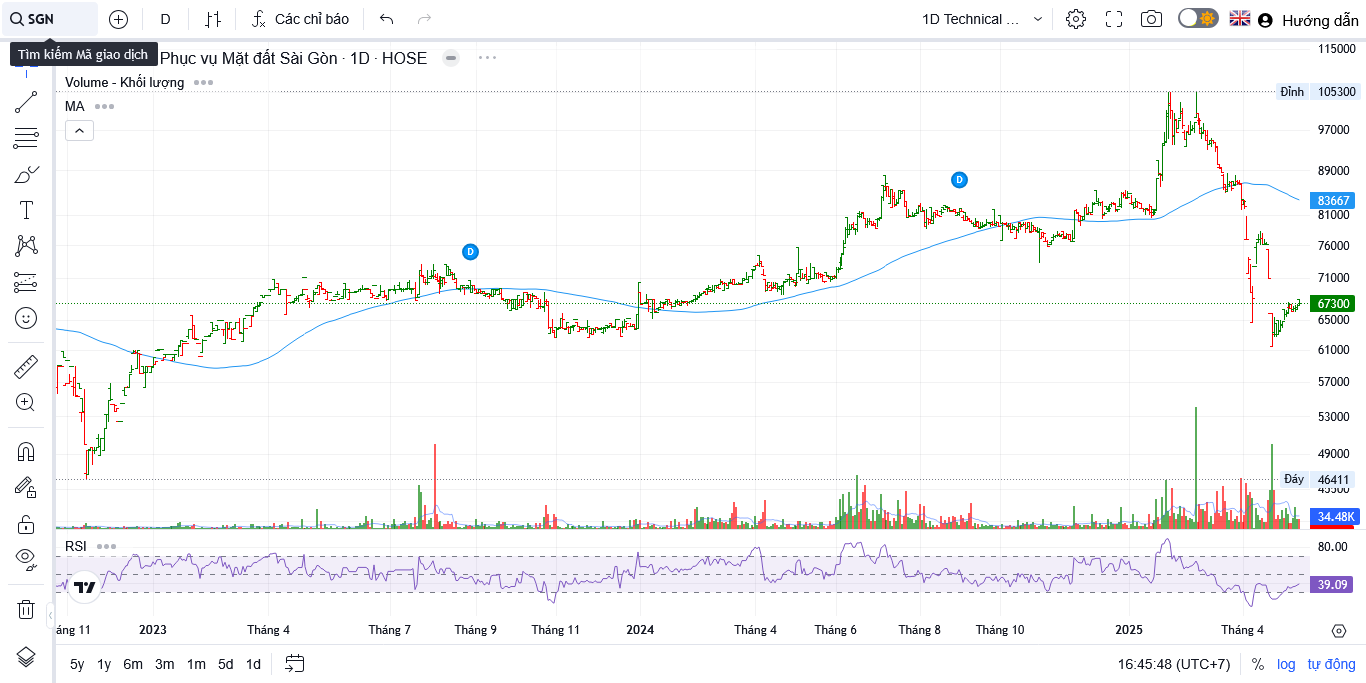 SGN D Các chỉ báo 1D Technical ... Hướng dẫn
Tìm kiếm Mã giao dịch Phục vụ Mặt đất Sài Gòn · 1D · HOSE
Volume - Khối lượng
MA
115000
Đỉnh 105300
97000
89000
83667
81000
76000
71000
67300
65000
61000
57000
53000
49000
Đáy 46411
34.48K
D
D
RSI
80.00
39.09
áng 11 2023 Tháng 4 Tháng 7 Tháng 9 Tháng 11 2024 Tháng 4 Tháng 6 Tháng 8 Tháng 10 2025 Tháng 4
5y 1y 6m 3m 1m 5d 1d 16:45:48 (UTC+7) % log tự động